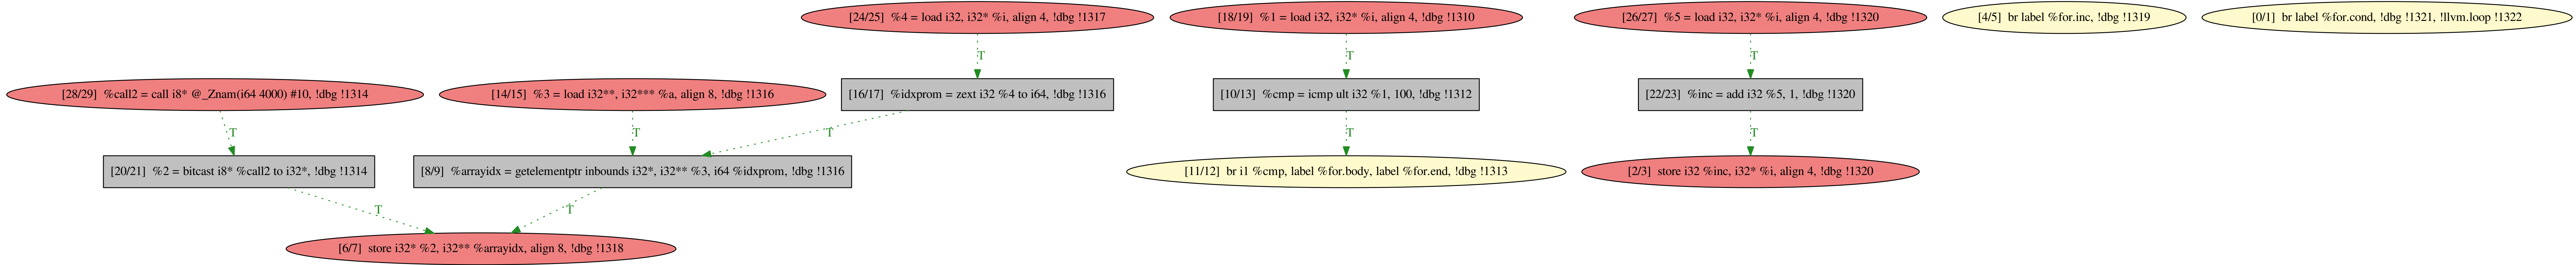 [24/25] %4 = load i32, i32* %i, align 4, !dbg !1317
[18/19] %1 = load i32, i32* %i, align 4, !dbg !1310
[26/27] %5 = load i32, i32* %i, align 4, !dbg !1320
[4/5] br label %for.inc, !dbg !1319
[0/1] br label %for.cond, !dbg !1321, !llvm.loop !1322
T
T
T
[28/29] %call2 = call i8* @_Znam(i64 4000) #10, !dbg !1314
[14/15] %3 = load i32**, i32*** %a, align 8, !dbg !1316
[16/17] %idxprom = zext i32 %4 to i64, !dbg !1316
[10/13] %cmp = icmp ult i32 %1, 100, !dbg !1312
[22/23] %inc = add i32 %5, 1, !dbg !1320
T
T
T
T
T
[20/21] %2 = bitcast i8* %call2 to i32*, !dbg !1314
[8/9] %arrayidx = getelementptr inbounds i32*, i32** %3, i64 %idxprom, !dbg !1316
[11/12] br i1 %cmp, label %for.body, label %for.end, !dbg !1313
[2/3] store i32 %inc, i32* %i, align 4, !dbg !1320
T
T
[6/7] store i32* %2, i32** %arrayidx, align 8, !dbg !1318